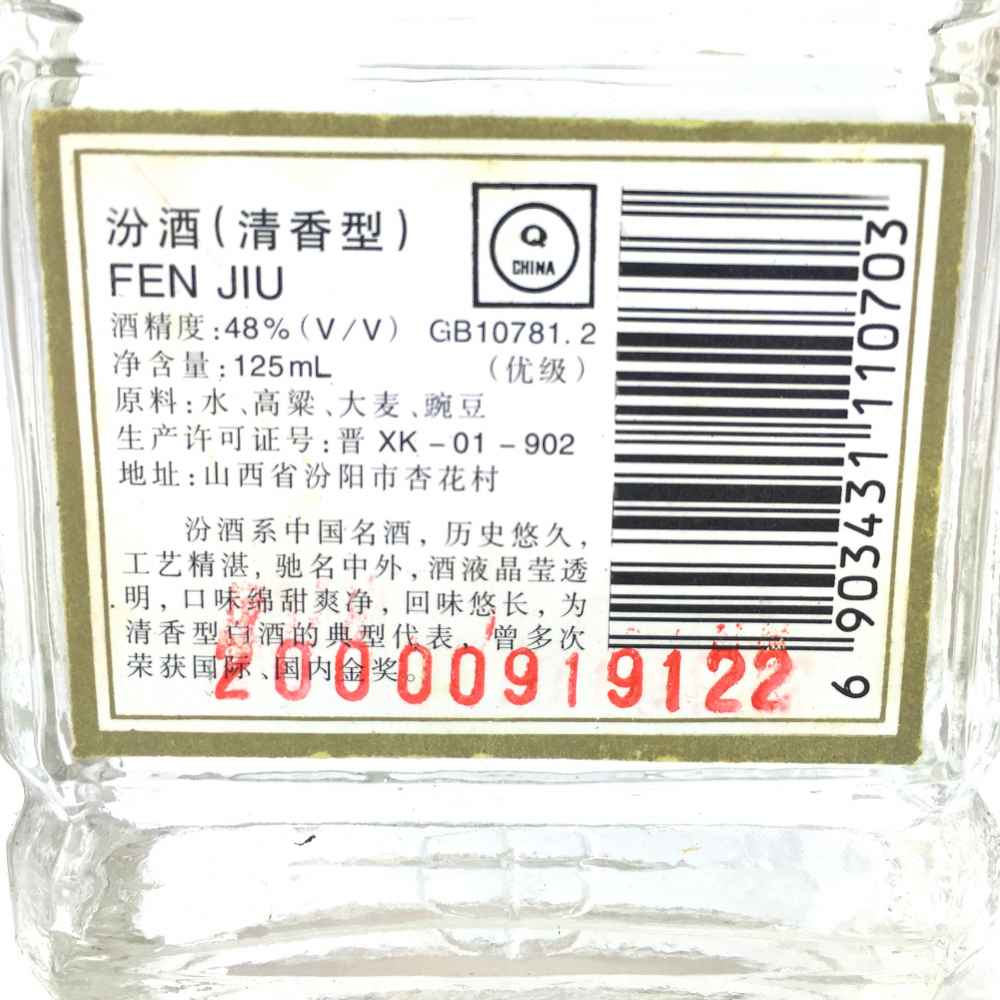 汾酒(清香型)
FEN JIU
Q
CHINA
酒精度:48%(V/V) GB10781.2
净含量:125mL (优级)
原料:水、高粱、大麦、豌豆
生产许可证号:晋 XK-01-902
地址:山西省汾阳市杏花村
汾酒系中国名酒,历史悠久,
工艺精湛,驰名中外,酒液晶莹透
明,口味绵甜爽净,回味悠长,为
清香型白酒的典型代表,曾多次
荣获国际、国内金奖。
20000919122
6 903431 110703